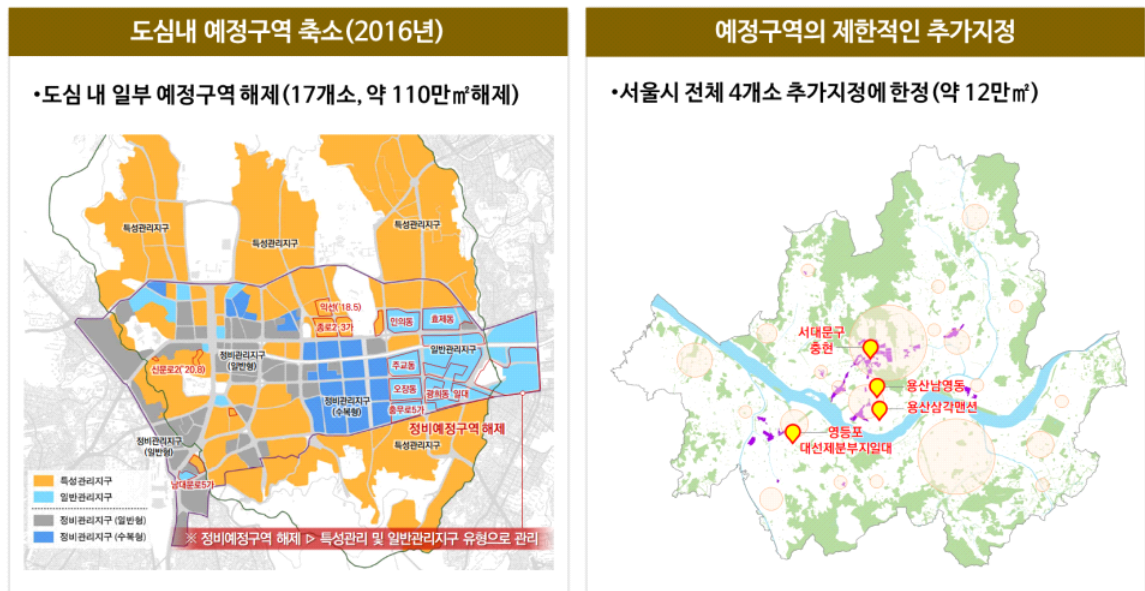 도심내 예정구역 축소(2016년)
•도심 내 일부 예정구역 해제(17개소, 약 110만㎡해제)
특성관리지구
특성관리지구
특성관리지구
익선('18.5)
종로2·3가
인의동
효제동
정비관리지구
(일반형)
일반관리지구
신문로2('20.8)
주교동
오장동
광희동 일대
정비관리지구
(수복형)
충무로5가
정비예정구역 해제
정비관리지구
(일반형)
특성관리지구
남대문로5가
특성관리지구
일반관리지구
정비관리지구 (일반형)
정비관리지구 (수복형)
※ 정비예정구역 해제 ▷ 특성관리 및 일반관리지구 유형으로 관리
예정구역의 제한적인 추가지정
•서울시 전체 4개소 추가지정에 한정(약 12만㎡)
서대문구
충현
용산남영동
용산삼각맨션
영등포
대선제분부지일대